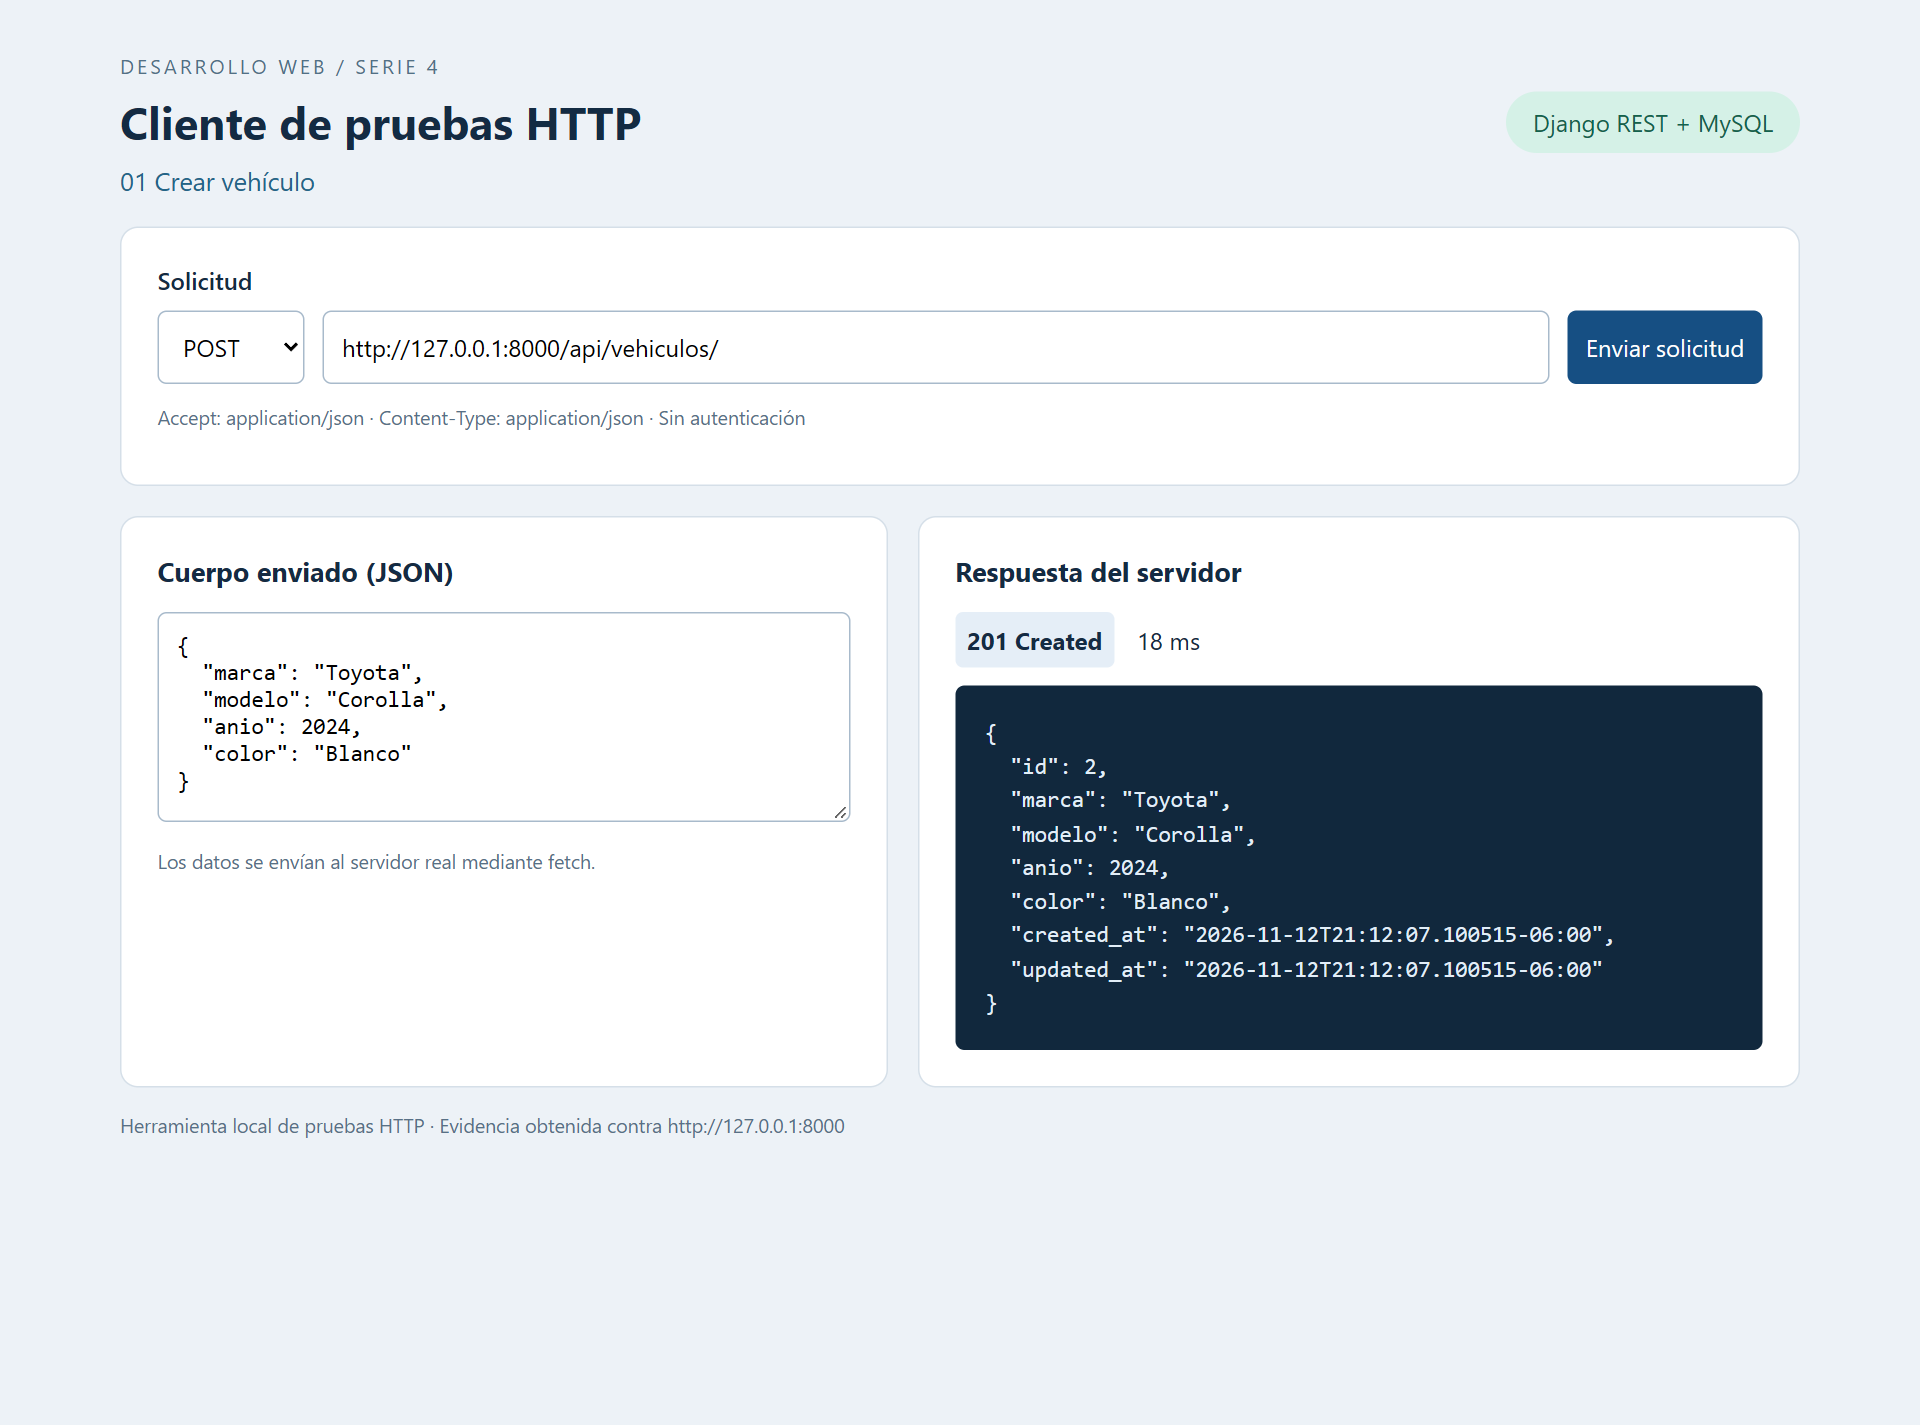 DESARROLLO WEB / SERIE 4
Cliente de pruebas HTTP
Django REST + MySQL
01 Crear vehículo
Solicitud
POST
http://127.0.0.1:8000/api/vehiculos/
Enviar solicitud
Accept: application/json · Content-Type: application/json · Sin autenticación
Cuerpo enviado (JSON)
{
  "marca": "Toyota",
  "modelo": "Corolla",
  "anio": 2024,
  "color": "Blanco"
}
Los datos se envían al servidor real mediante fetch.
Respuesta del servidor
201 Created
18 ms
{
  "id": 2,
  "marca": "Toyota",
  "modelo": "Corolla",
  "anio": 2024,
  "color": "Blanco",
  "created_at": "2026-11-12T21:12:07.100515-06:00",
  "updated_at": "2026-11-12T21:12:07.100515-06:00"
}
Herramienta local de pruebas HTTP · Evidencia obtenida contra http://127.0.0.1:8000